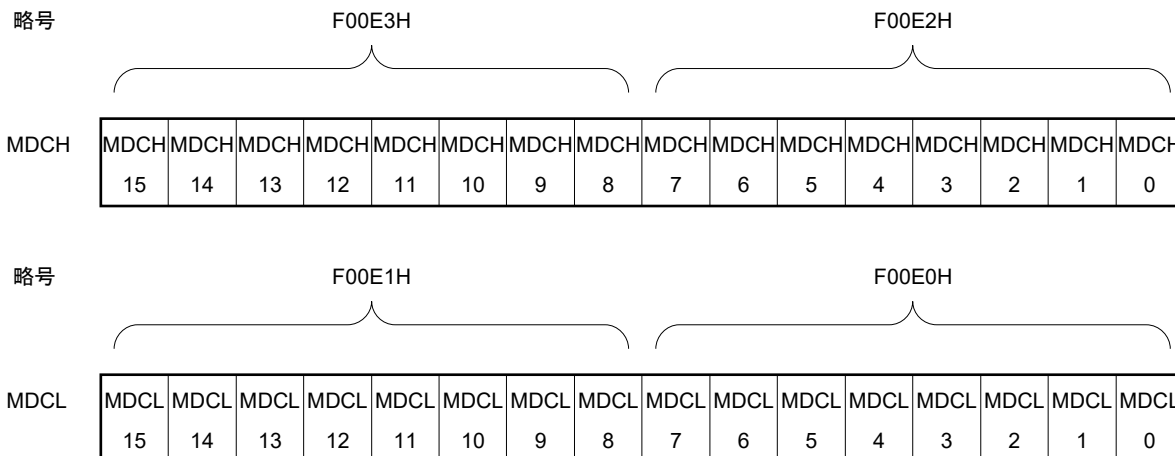 略号 F00E3H F00E2H
MDCH MDCH MDCH MDCH MDCH MDCH MDCH MDCH MDCH MDCH MDCH MDCH MDCH MDCH MDCH MDCH MDCH
15 14 13 12 11 10 9 8 7 6 5 4 3 2 1 0
略号 F00E1H F00E0H
MDCL MDCL MDCL MDCL MDCL MDCL MDCL MDCL MDCL MDCL MDCL MDCL MDCL MDCL MDCL MDCL MDCL
15 14 13 12 11 10 9 8 7 6 5 4 3 2 1 0